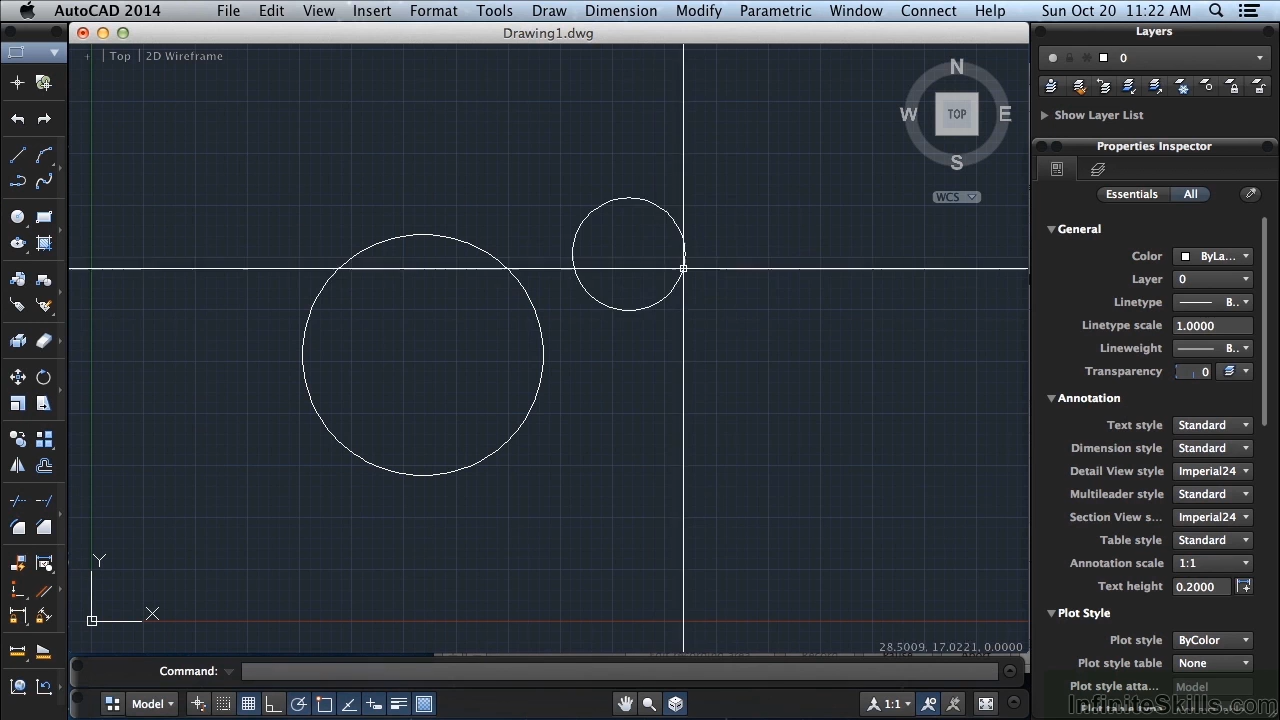 AutoCAD 2014 File Edit View Insert Format Tools Draw Dimension Modify Parametric Window Connect Help Sun Oct 20 11:22 AM
Drawing1.dwg
Layers
+ | Top | 2D Wireframe
0
N
W TOP E
S
WCS
Show Layer List
Properties Inspector
Essentials All
General
Color ByLa...
Layer 0
Linetype B..
Linetype scale 1.0000
Lineweight B..
Transparency 0
Annotation
Text style Standard
Dimension style Standard
Detail View style Imperial24
Multileader style Standard
Section View s... Imperial24
Table style Standard
Annotation scale 1:1
Text height 0.2000
Plot Style
Plot style ByColor
Plot style table None
Plot style atta... Model
Plot table type
Y
X
28.5009, 17.0221, 0.0000
Command:
Model
1:1
InfiniteSkills.com